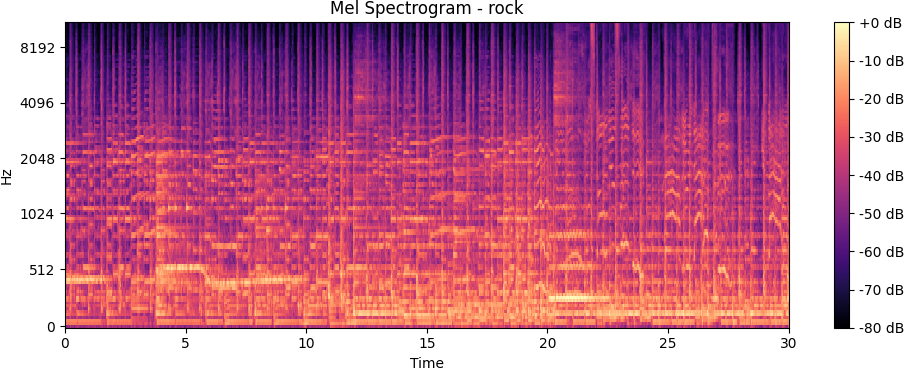 Mel Spectrogram - rock
Hz
8192
4096
2048
1024
512
0
0 5 10 15 20 25 30
Time
+0 dB
-10 dB
-20 dB
-30 dB
-40 dB
-50 dB
-60 dB
-70 dB
-80 dB